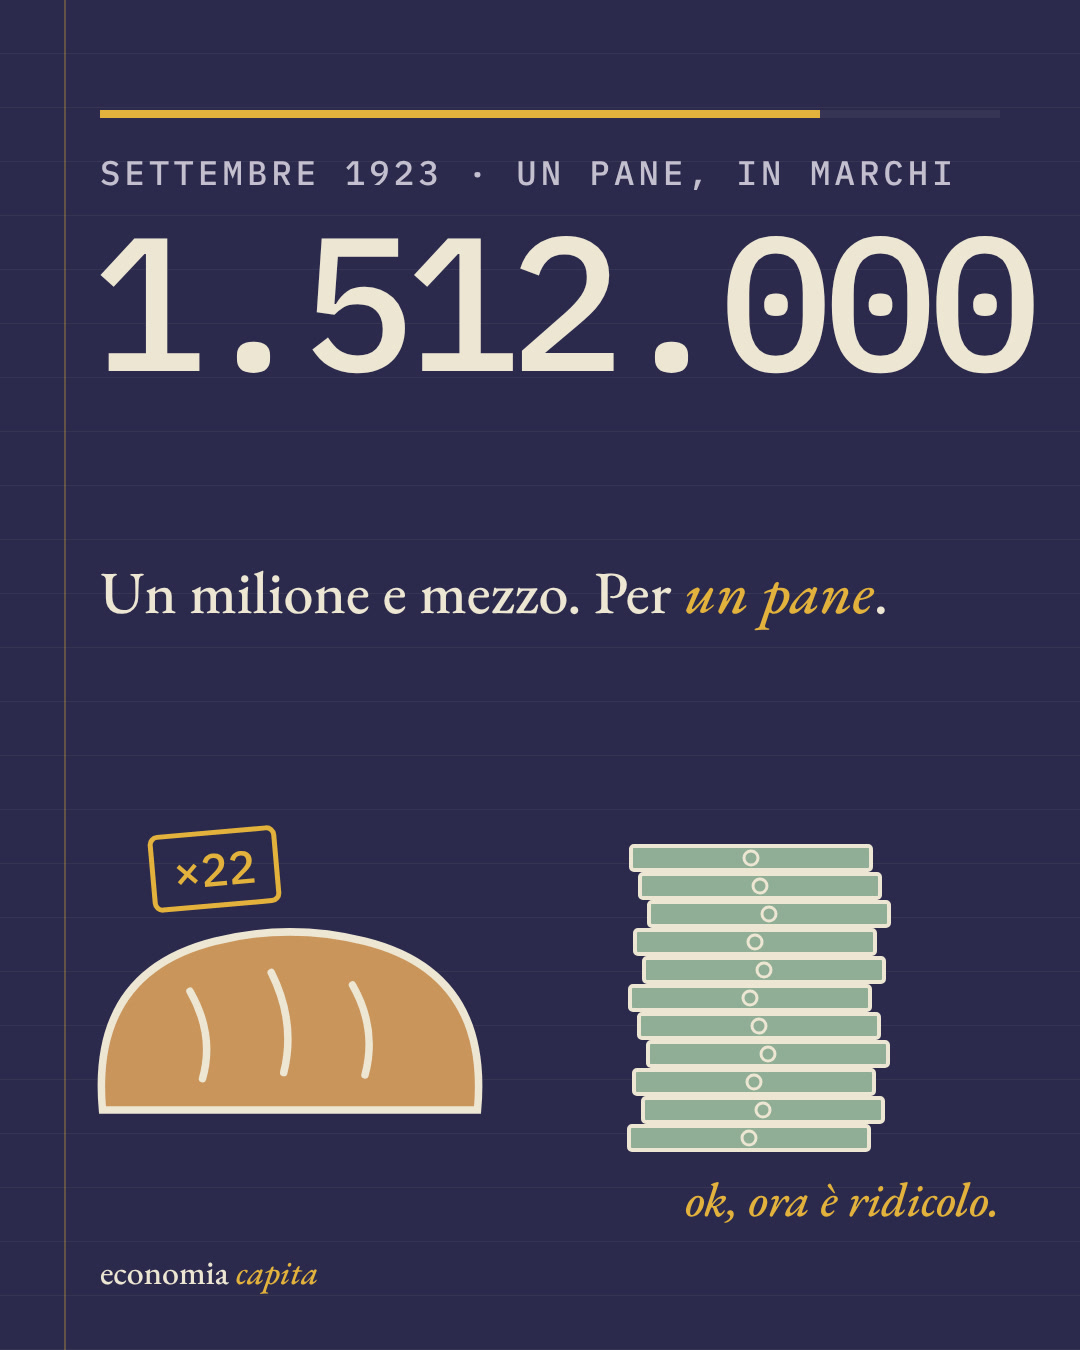 SETTEMBRE 1923 · UN PANE, IN MARCHI
1.512.000
Un milione e mezzo. Per un pane.
×22
ok, ora è ridicolo.
economia capita